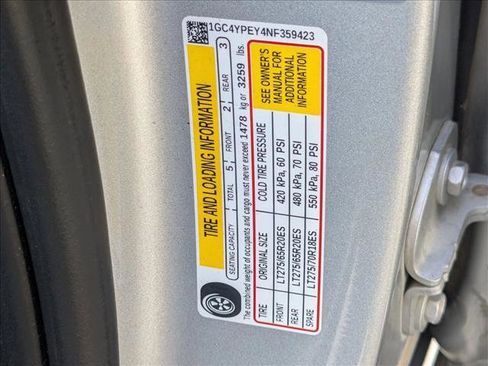 1GC4YPEY4NF359423
TIRE AND LOADING INFORMATION
SEATING CAPACITY TOTAL 5 FRONT 2 REAR 3
The combined weight of occupants and cargo must never exceed 1478 kg or 3259 lbs.
TIRE ORIGINAL SIZE COLD TIRE PRESSURE
FRONT LT275/65R20ES 420 kPa, 60 PSI
REAR LT275/65R20ES 480 kPa, 70 PSI
SPARE LT275/70R18ES 550 kPa, 80 PSI
SEE OWNER'S
MANUAL FOR
ADDITIONAL
INFORMATION